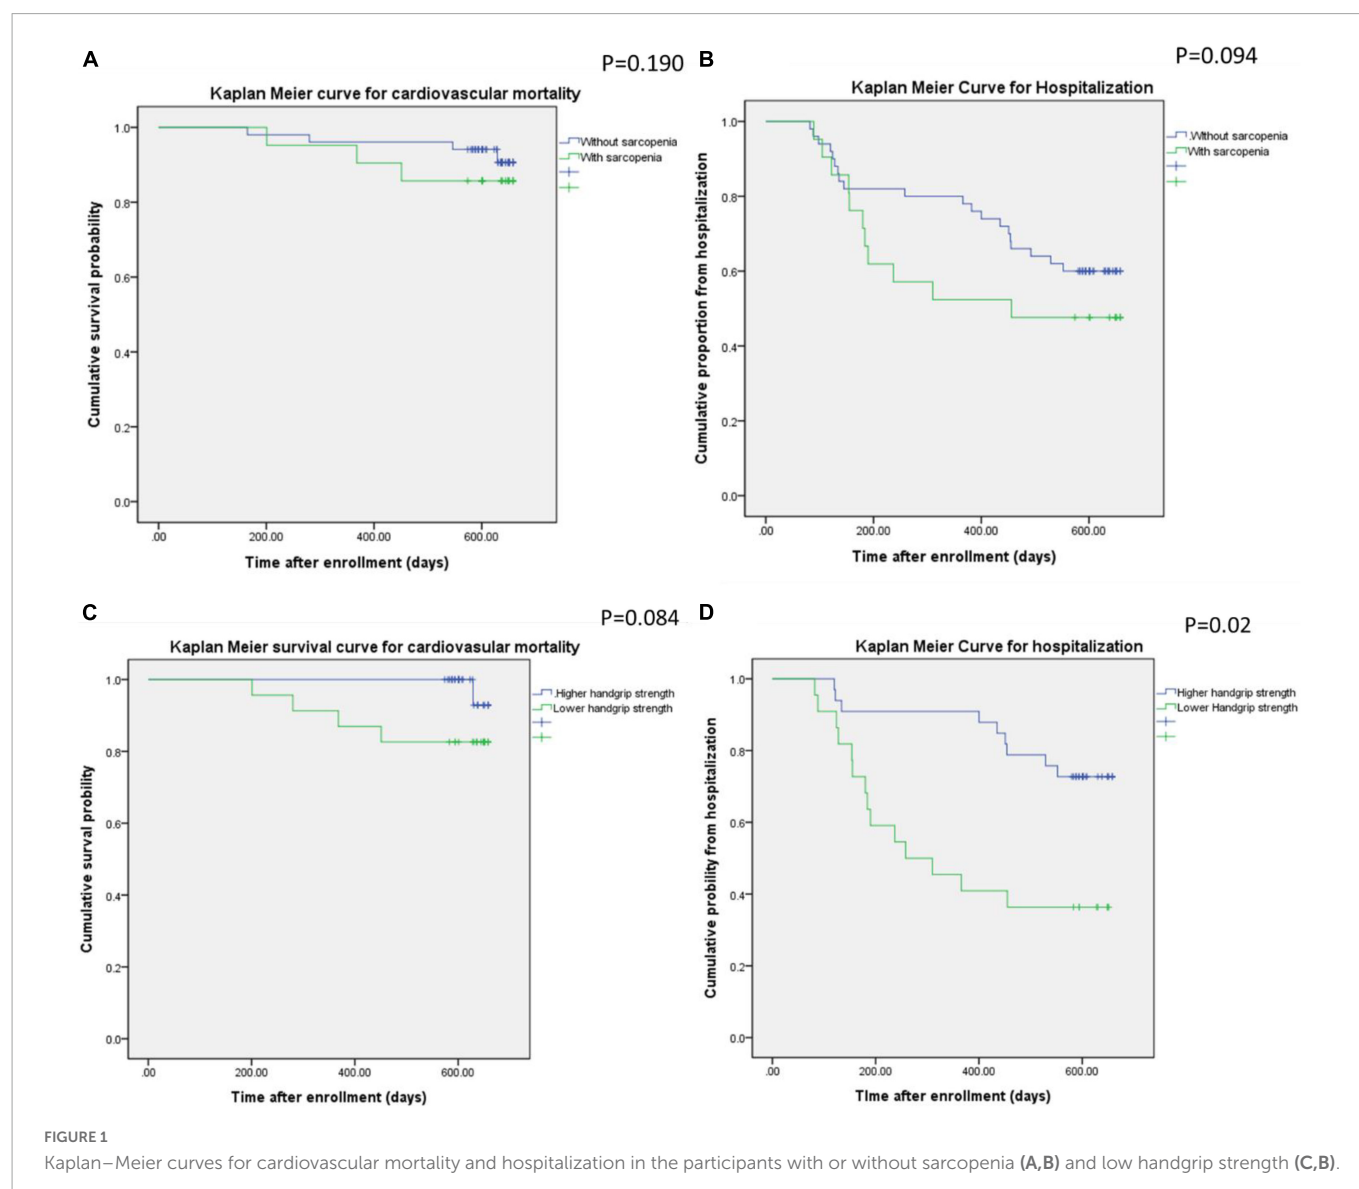 A
P=0.190
Kaplan Meier curve for cardiovascular mortality
Cumulative survival probability
1.0
0.8
0.6
0.4
0.2
0.0
.00 200.00 400.00 600.00
Time after enrollment (days)
Without sarcopenia
With sarcopenia
B
P=0.094
Kaplan Meier Curve for Hospitalization
Cumulative proportion from hospitalization
1.0
0.8
0.6
0.4
0.2
0.0
.00 200.00 400.00 600.00
Time after enrollment (days)
.Without sarcopenia
With sarcopenia
C
P=0.084
Kaplan Meier survival curve for cardiovasular mortality
Cumulative surval probility
1.0
0.8
0.6
0.4
0.2
0.0
.00 200.00 400.00 600.00
Time after enrollment (days)
.Higher handgrip strength
Lower handgrip strength
D
P=0.02
Kaplan Meier Curve for hospitalization
Cumulative probility from hospitalization
1.0
0.8
0.6
0.4
0.2
0.0
.00 200.00 400.00 600.00
TIme after enrollment (days)
Higher handgrip strength
Lower Handgrip strength
FIGURE 1
Kaplan–Meier curves for cardiovascular mortality and hospitalization in the participants with or without sarcopenia (A,B) and low handgrip strength (C,B).